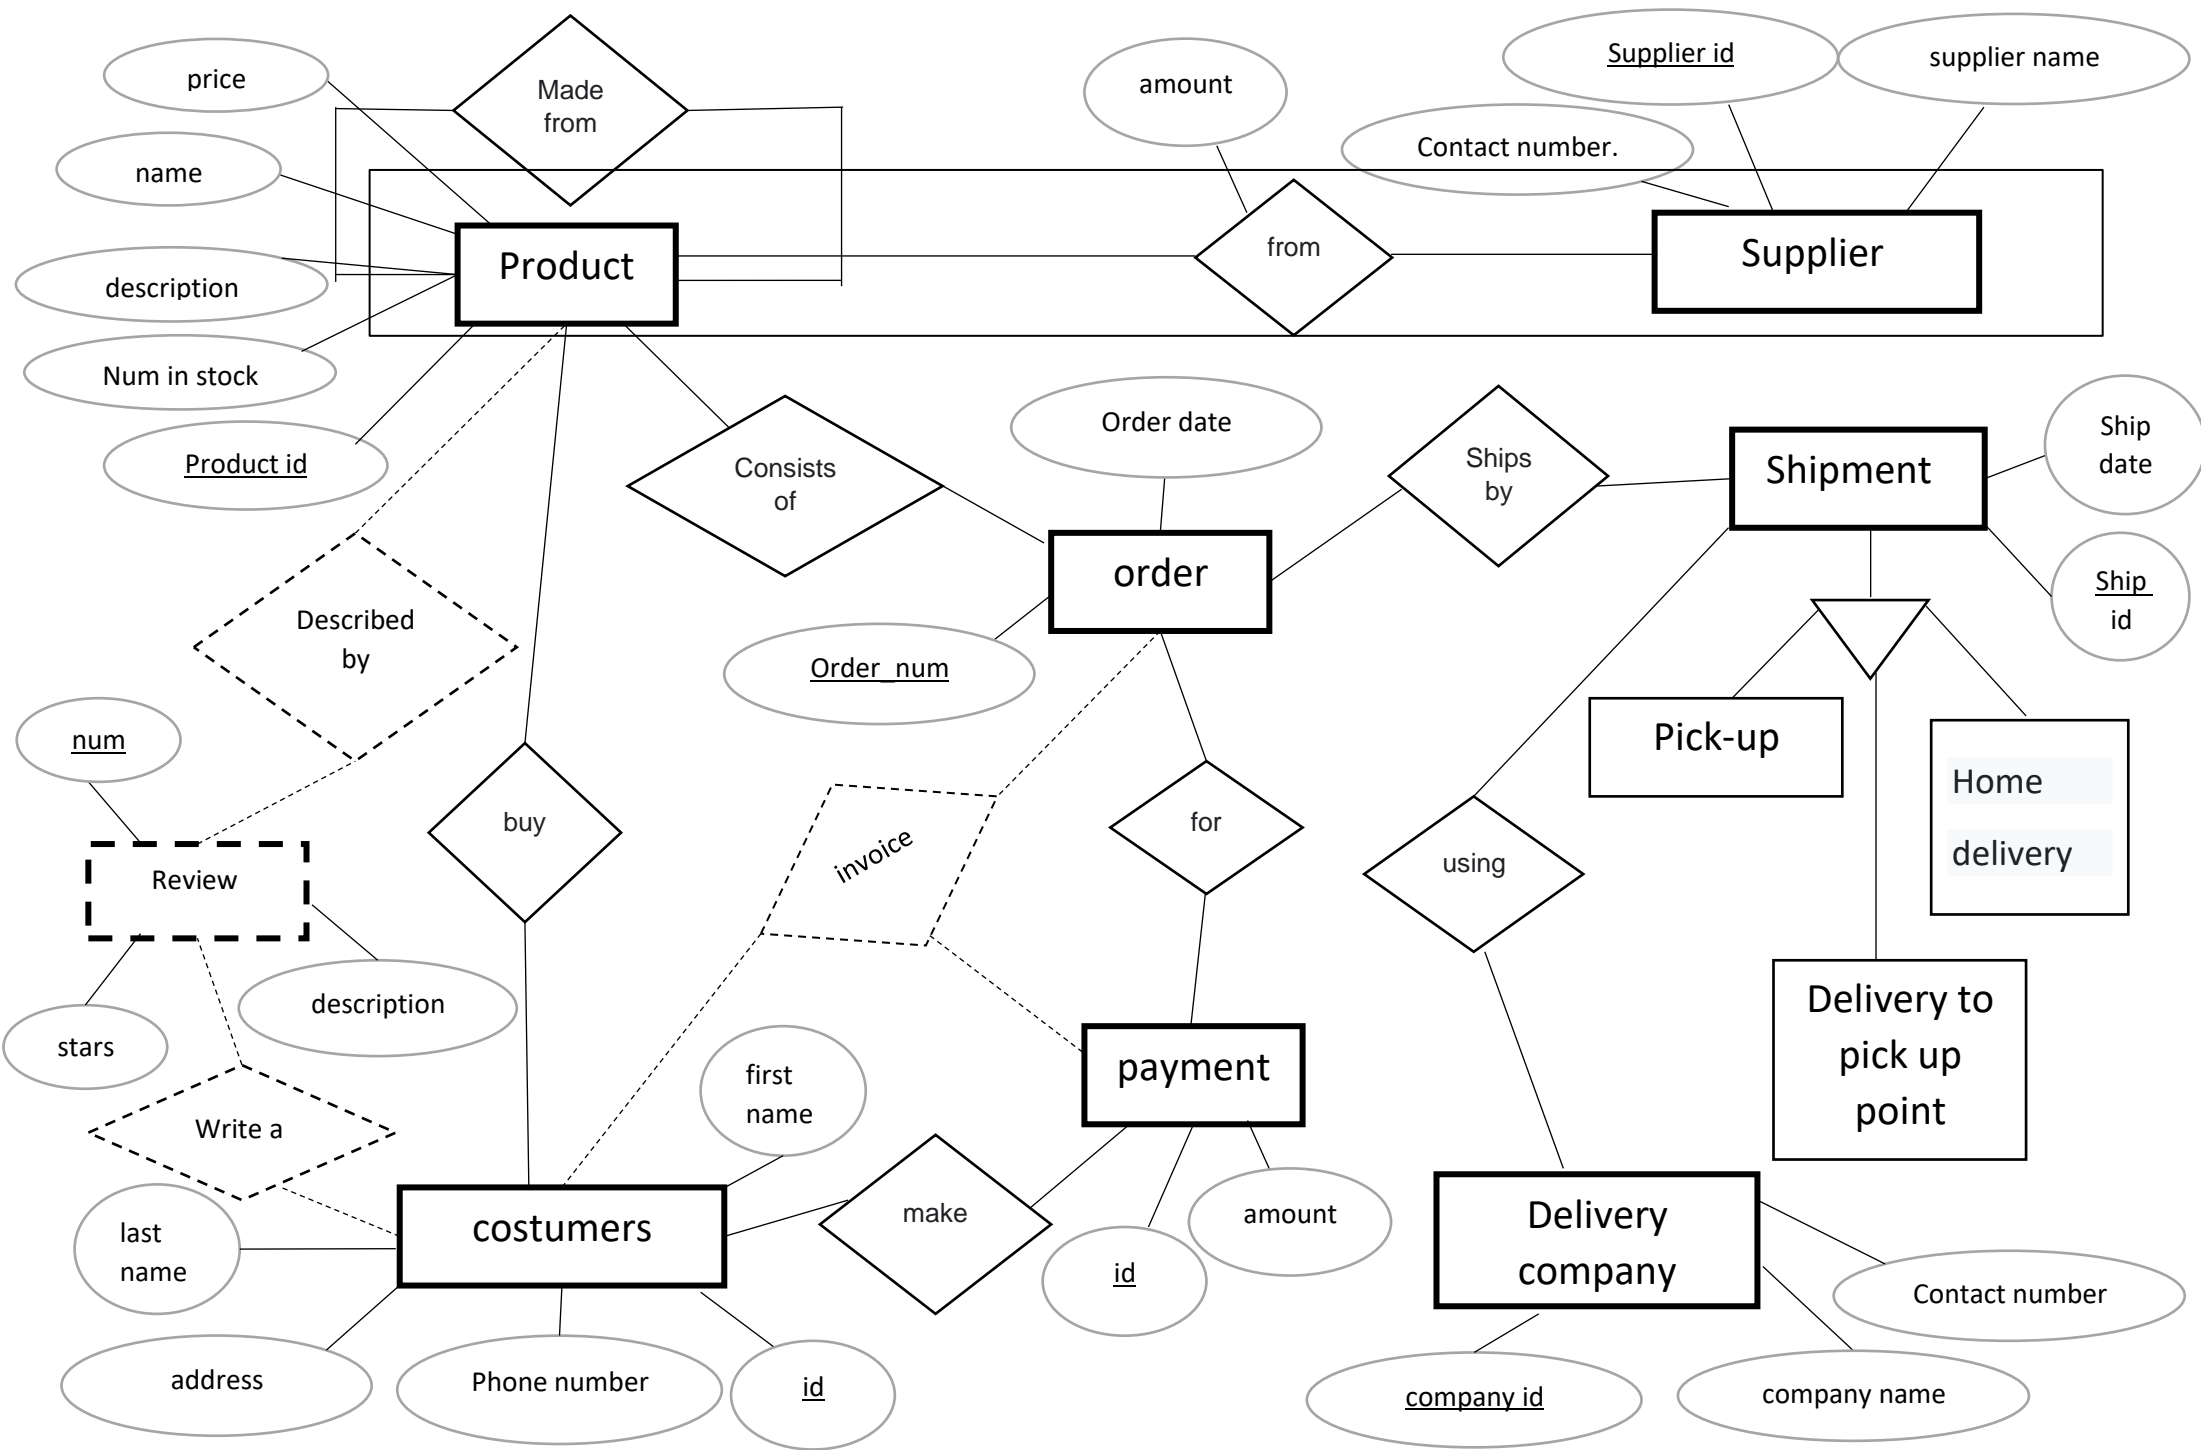 price
Made
from
amount
Supplier id
supplier name
name
Contact number.
Product
from
Supplier
description
Num in stock
Product id
Consists
of
Order date
Ships
by
Shipment
Ship
date
order
Order_num
Ship
id
Described
by
num
Review
buy
invoice
for
using
Pick-up
Home
delivery
stars
description
first
name
payment
Delivery to
pick up
point
Write a
last
name
costumers
make
id
amount
Delivery
company
Contact number
address
Phone number
id
company id
company name